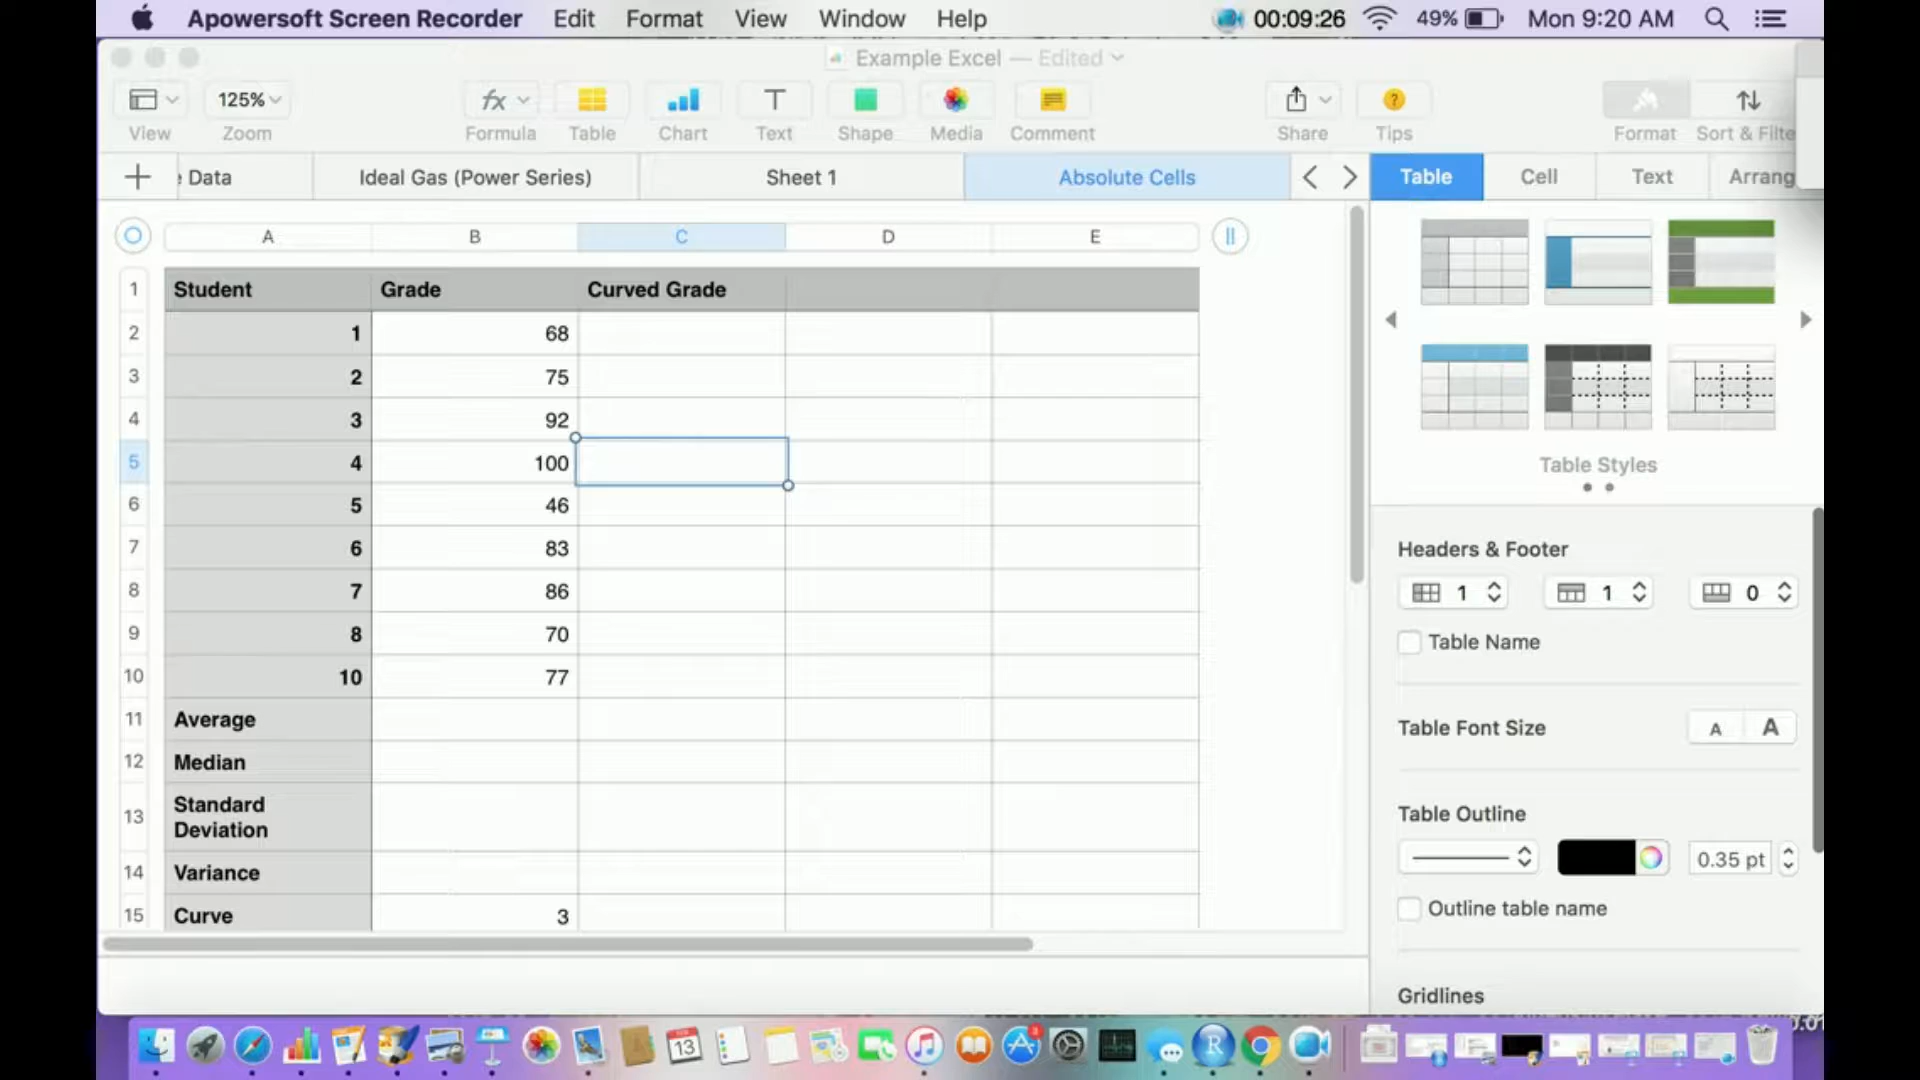 Apowersoft Screen Recorder Edit Format View Window Help 00:09:26 49% Mon 9:20 AM
Example Excel — Edited
125%
View Zoom Formula Table Chart Text Shape Media Comment Share Tips Format Sort & Filte
Data Ideal Gas (Power Series) Sheet 1 Absolute Cells Table Cell Text Arrang
A B C D E
1 Student Grade Curved Grade
2 1 68
3 2 75
4 3 92
5 4 100
6 5 46
7 6 83
8 7 86
9 8 70
10 10 77
11 Average
12 Median
13 Standard
Deviation
14 Variance
15 Curve 3
Table Styles
Headers & Footer
1 1 0
Table Name
Table Font Size A A
Table Outline
0.35 pt
Outline table name
Gridlines
13
3